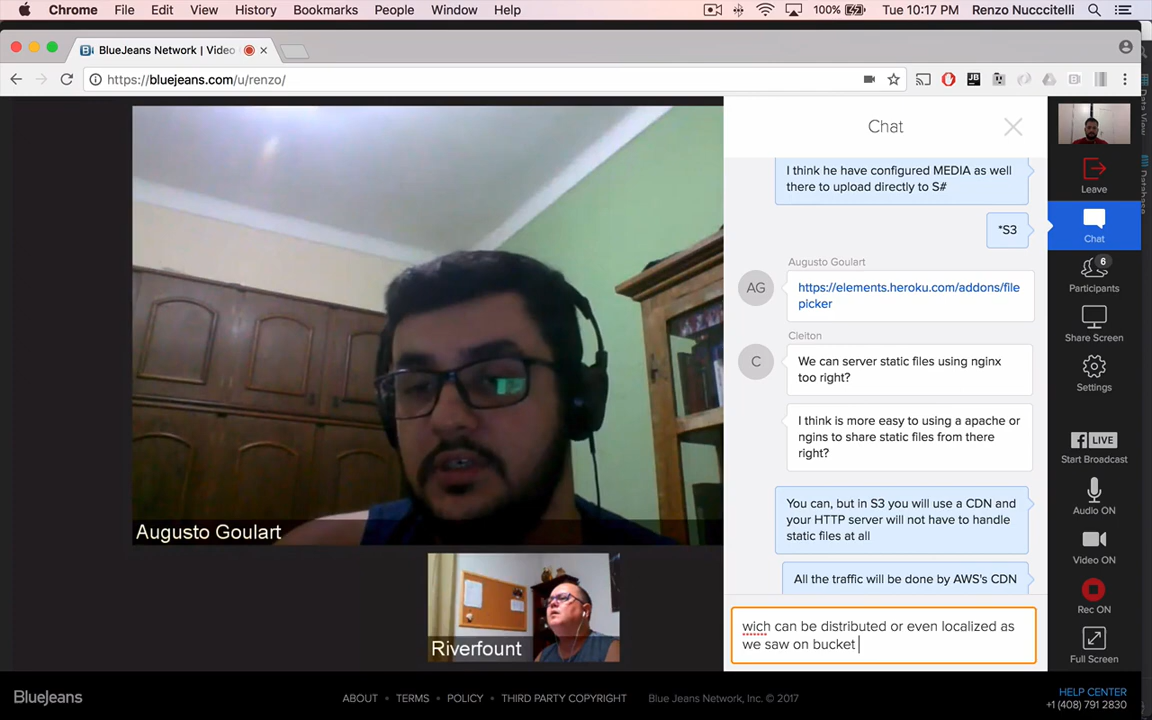 Chrome File Edit View History Bookmarks People Window Help 100% Tue 10:17 PM Renzo Nucccitelli
BlueJeans Network | Video
https://bluejeans.com/u/renzo/
Chat
I think he have configured MEDIA as well
there to upload directly to S#
*S3
Augusto Goulart
AG
https://elements.heroku.com/addons/file
picker
Cleiton
C
We can server static files using nginx
too right?
I think is more easy to using a apache or
ngins to share static files from there
right?
You can, but in S3 you will use a CDN and
your HTTP server will not have to handle
static files at all
All the traffic will be done by AWS's CDN
wich can be distributed or even localized as
we saw on bucket
Augusto Goulart
Riverfount
Leave
Chat
6
Participants
Share Screen
Settings
LIVE
Start Broadcast
Audio ON
Video ON
Rec ON
Full Screen
BlueJeans
ABOUT • TERMS • POLICY • THIRD PARTY COPYRIGHT Blue Jeans Network, Inc. © 2017
HELP CENTER
+1 (408) 791 2830